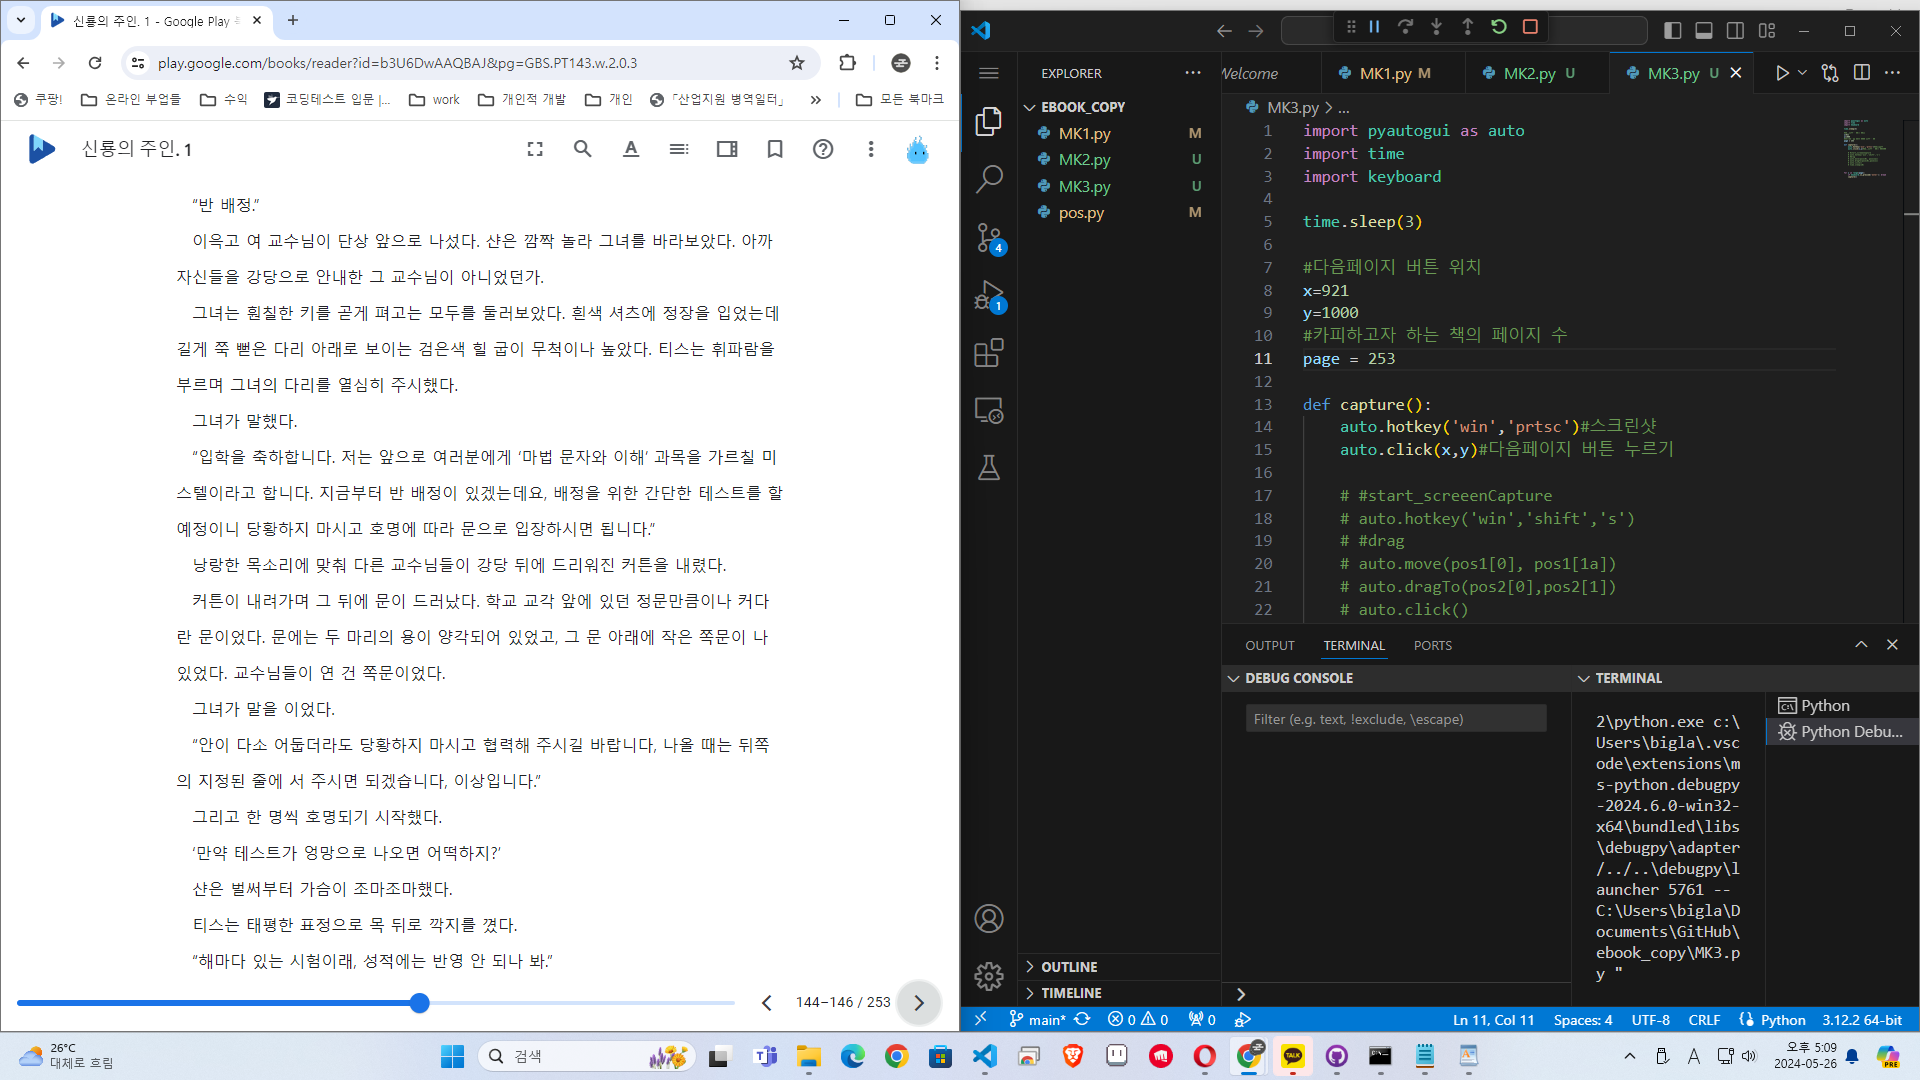 신룡의 주인. 1 - Google Play
play.google.com/books/reader?id=b3U6DwAAQBAJ&pg=GBS.PT143.w.2.0.3
쿠팡!
온라인 부업들
수익
코딩테스트 입문 |...
work
개인적 개발
개인
「산업지원 병역일터」
모든 북마크
신룡의 주인. 1
“반 배정.”
이윽고 여 교수님이 단상 앞으로 나섰다. 샨은 깜짝 놀라 그녀를 바라보았다. 아까
자신들을 강당으로 안내한 그 교수님이 아니었던가.
그녀는 훤칠한 키를 곧게 펴고는 모두를 둘러보았다. 흰색 셔츠에 정장을 입었는데
길게 쭉 뻗은 다리 아래로 보이는 검은색 힐 굽이 무척이나 높았다. 티스는 휘파람을
부르며 그녀의 다리를 열심히 주시했다.
그녀가 말했다.
“입학을 축하합니다. 저는 앞으로 여러분에게 ‘마법 문자와 이해’ 과목을 가르칠 미
스텔이라고 합니다. 지금부터 반 배정이 있겠는데요, 배정을 위한 간단한 테스트를 할
예정이니 당황하지 마시고 호명에 따라 문으로 입장하시면 됩니다.”
낭랑한 목소리에 맞춰 다른 교수님들이 강당 뒤에 드리워진 커튼을 내렸다.
커튼이 내려가며 그 뒤에 문이 드러났다. 학교 교각 앞에 있던 정문만큼이나 커다
란 문이었다. 문에는 두 마리의 용이 양각되어 있었고, 그 문 아래에 작은 쪽문이 나
있었다. 교수님들이 연 건 쪽문이었다.
그녀가 말을 이었다.
“안이 다소 어둡더라도 당황하지 마시고 협력해 주시길 바랍니다, 나올 때는 뒤쪽
의 지정된 줄에 서 주시면 되겠습니다, 이상입니다.”
그리고 한 명씩 호명되기 시작했다.
‘만약 테스트가 엉망으로 나오면 어떡하지?’
샨은 벌써부터 가슴이 조마조마했다.
티스는 태평한 표정으로 목 뒤로 깍지를 꼈다.
“해마다 있는 시험이래, 성적에는 반영 안 되나 봐.”
144–146 / 253
EXPLORER
EBOOK_COPY
MK1.py M
MK2.py U
MK3.py U
pos.py M
OUTLINE
TIMELINE
4
1
Welcome
MK1.py M
MK2.py U
MK3.py U
MK3.py > ...
1 import pyautogui as auto
2 import time
3 import keyboard
4
5 time.sleep(3)
6
7 #다음페이지 버튼 위치
8 x=921
9 y=1000
10 #카피하고자 하는 책의 페이지 수
11 page = 253
12
13 def capture():
14 auto.hotkey('win','prtsc')#스크린샷
15 auto.click(x,y)#다음페이지 버튼 누르기
16
17 # #start_screeenCapture
18 # auto.hotkey('win','shift','s')
19 # #drag
20 # auto.move(pos1[0], pos1[1a])
21 # auto.dragTo(pos2[0],pos2[1])
22 # auto.click()
OUTPUT
TERMINAL
PORTS
DEBUG CONSOLE
Filter (e.g. text, !exclude, \escape)
TERMINAL
2\python.exe c:\
Users\bigla\.vsc
ode\extensions\m
s-python.debugpy
-2024.6.0-win32-
x64\bundled\libs
\debugpy\adapter
/../..\debugpy\l
auncher 5761 --
C:\Users\bigla\D
ocuments\GitHub\
ebook_copy\MK3.p
y "
Python
Python Debu...
main*
0
0
0
Ln 11, Col 11
Spaces: 4
UTF-8
CRLF
Python
3.12.2 64-bit
26°C
대체로 흐림
검색
TALK
A
오후 5:09
2024-05-26
PRE